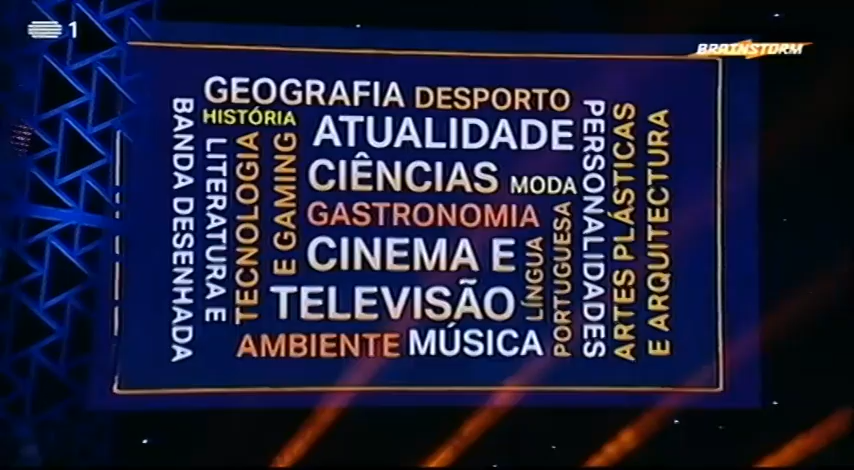 1
BRAINSTORM
GEOGRAFIA DESPORTO
HISTÓRIA
ATUALIDADE
CIÊNCIAS
MODA
GASTRONOMIA
CINEMA E
TELEVISÃO
AMBIENTE MÚSICA
LITERATURA E
BANDA DESENHADA
TECNOLOGIA
E GAMING
LÍNGUA
PORTUGUESA
PERSONALIDADES
ARTES PLÁSTICAS
E ARQUITECTURA